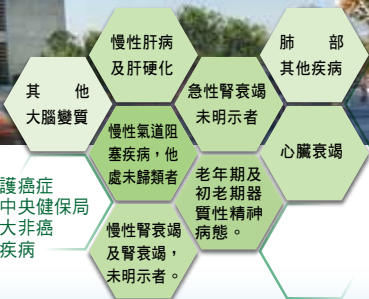 慢性肝病
及肝硬化
肺部
其他疾病
其他
大腦變質
急性腎衰竭
未明示者
慢性氣道阻
塞疾病，他
處未歸類者
心臟衰竭
老年期及
初老期器
質性精神
病態。
慢性腎衰竭
及腎衰竭，
未明示者。
護癌症
中央健保局
大非癌
疾病